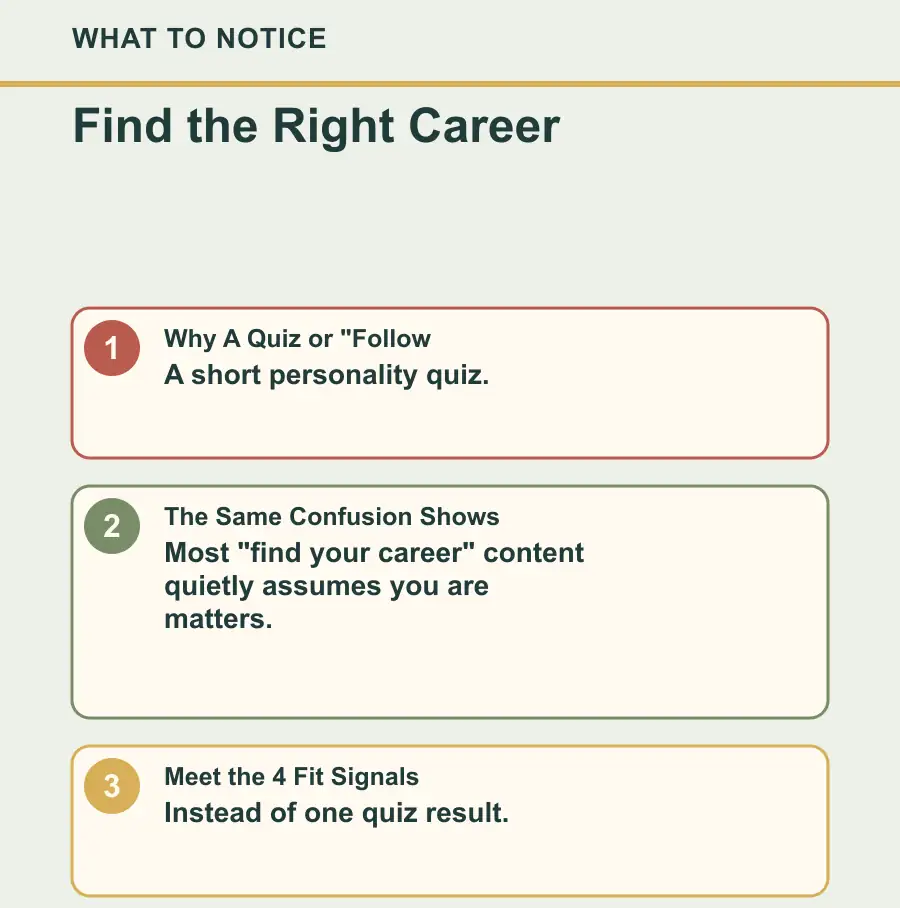 WHAT TO NOTICE
Find the Right Career
1
Why A Quiz or "Follow
A short personality quiz.
2
The Same Confusion Shows
Most "find your career" content
quietly assumes you are
matters.
3
Meet the 4 Fit Signals
Instead of one quiz result.